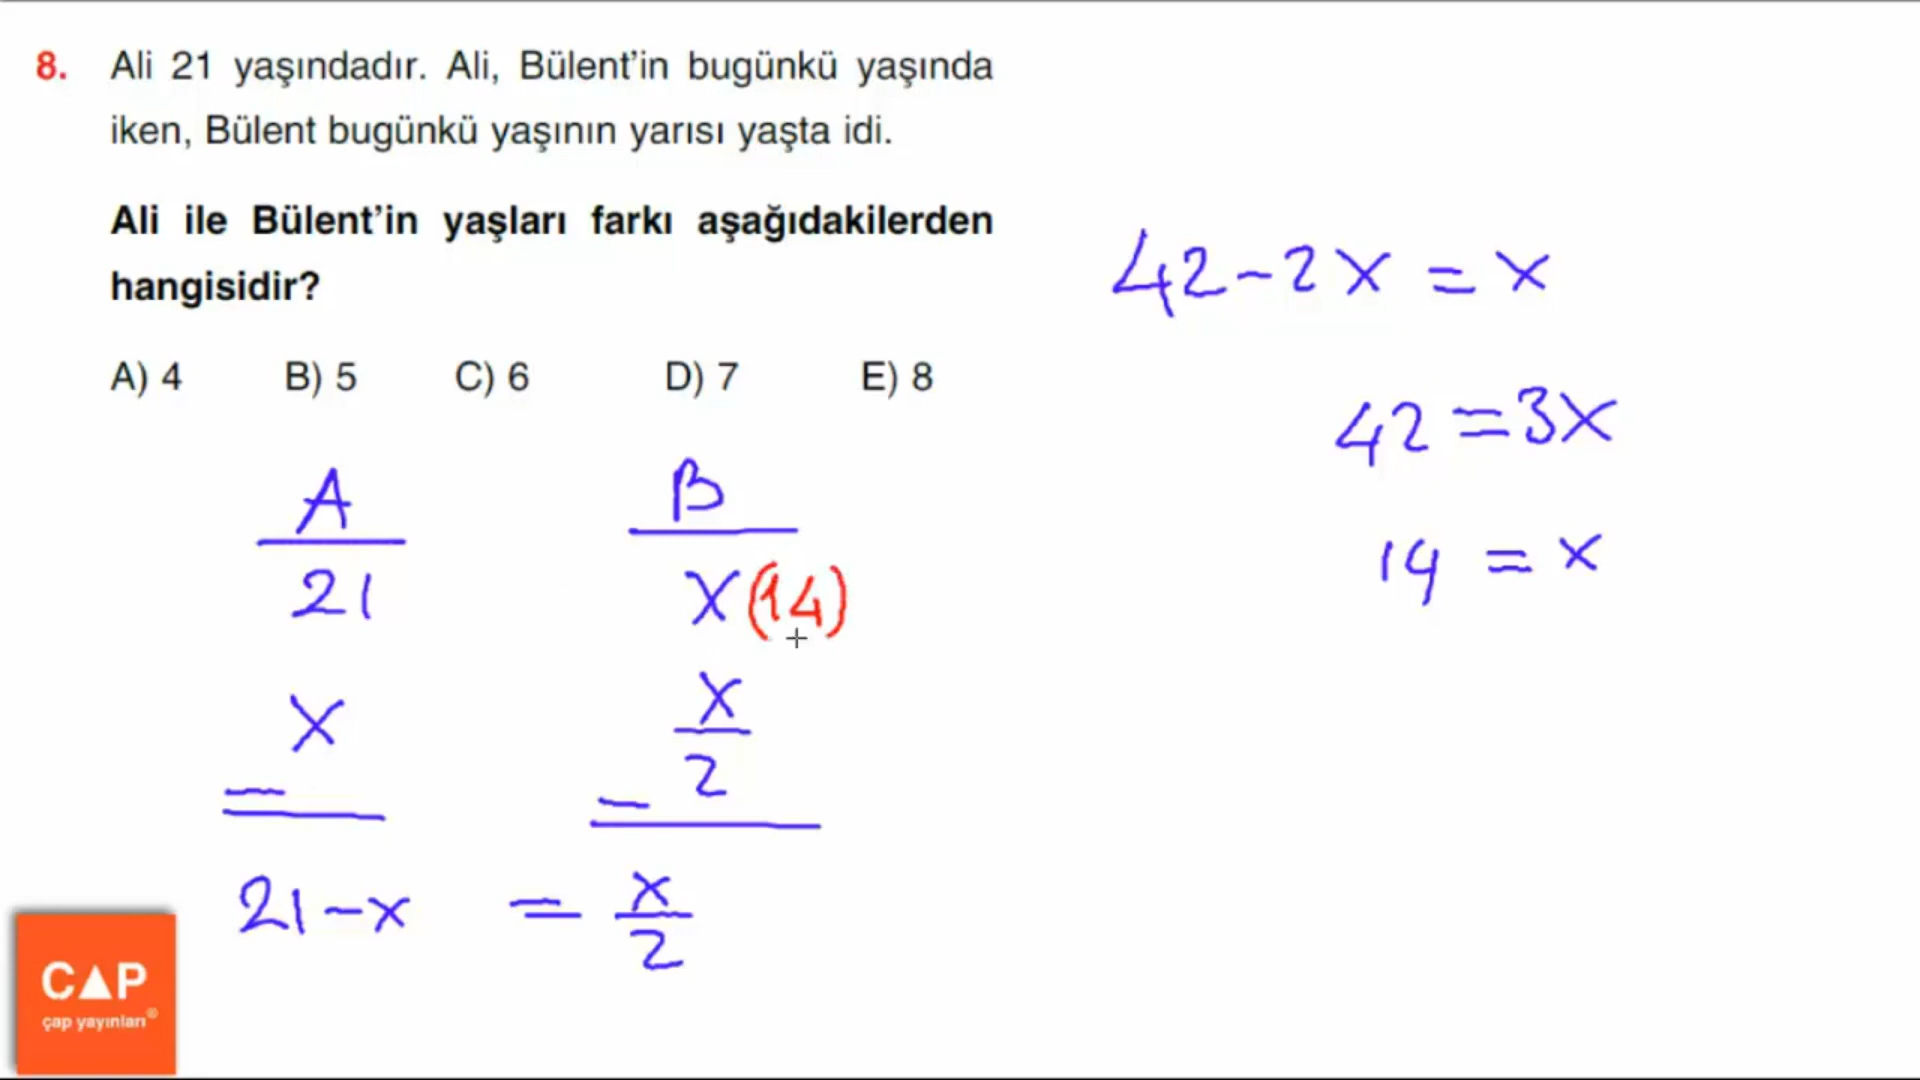 8. Ali 21 yaşındadır. Ali, Bülent’in bugünkü yaşında
iken, Bülent bugünkü yaşının yarısı yaşta idi.
Ali ile Bülent’in yaşları farkı aşağıdakilerden
hangisidir?
A) 4 B) 5 C) 6 D) 7 E) 8
A B
21 x (14)
x x/2
21-x = x/2
42-2x = x
42 = 3x
14 = x
CAP
çap yayınları®